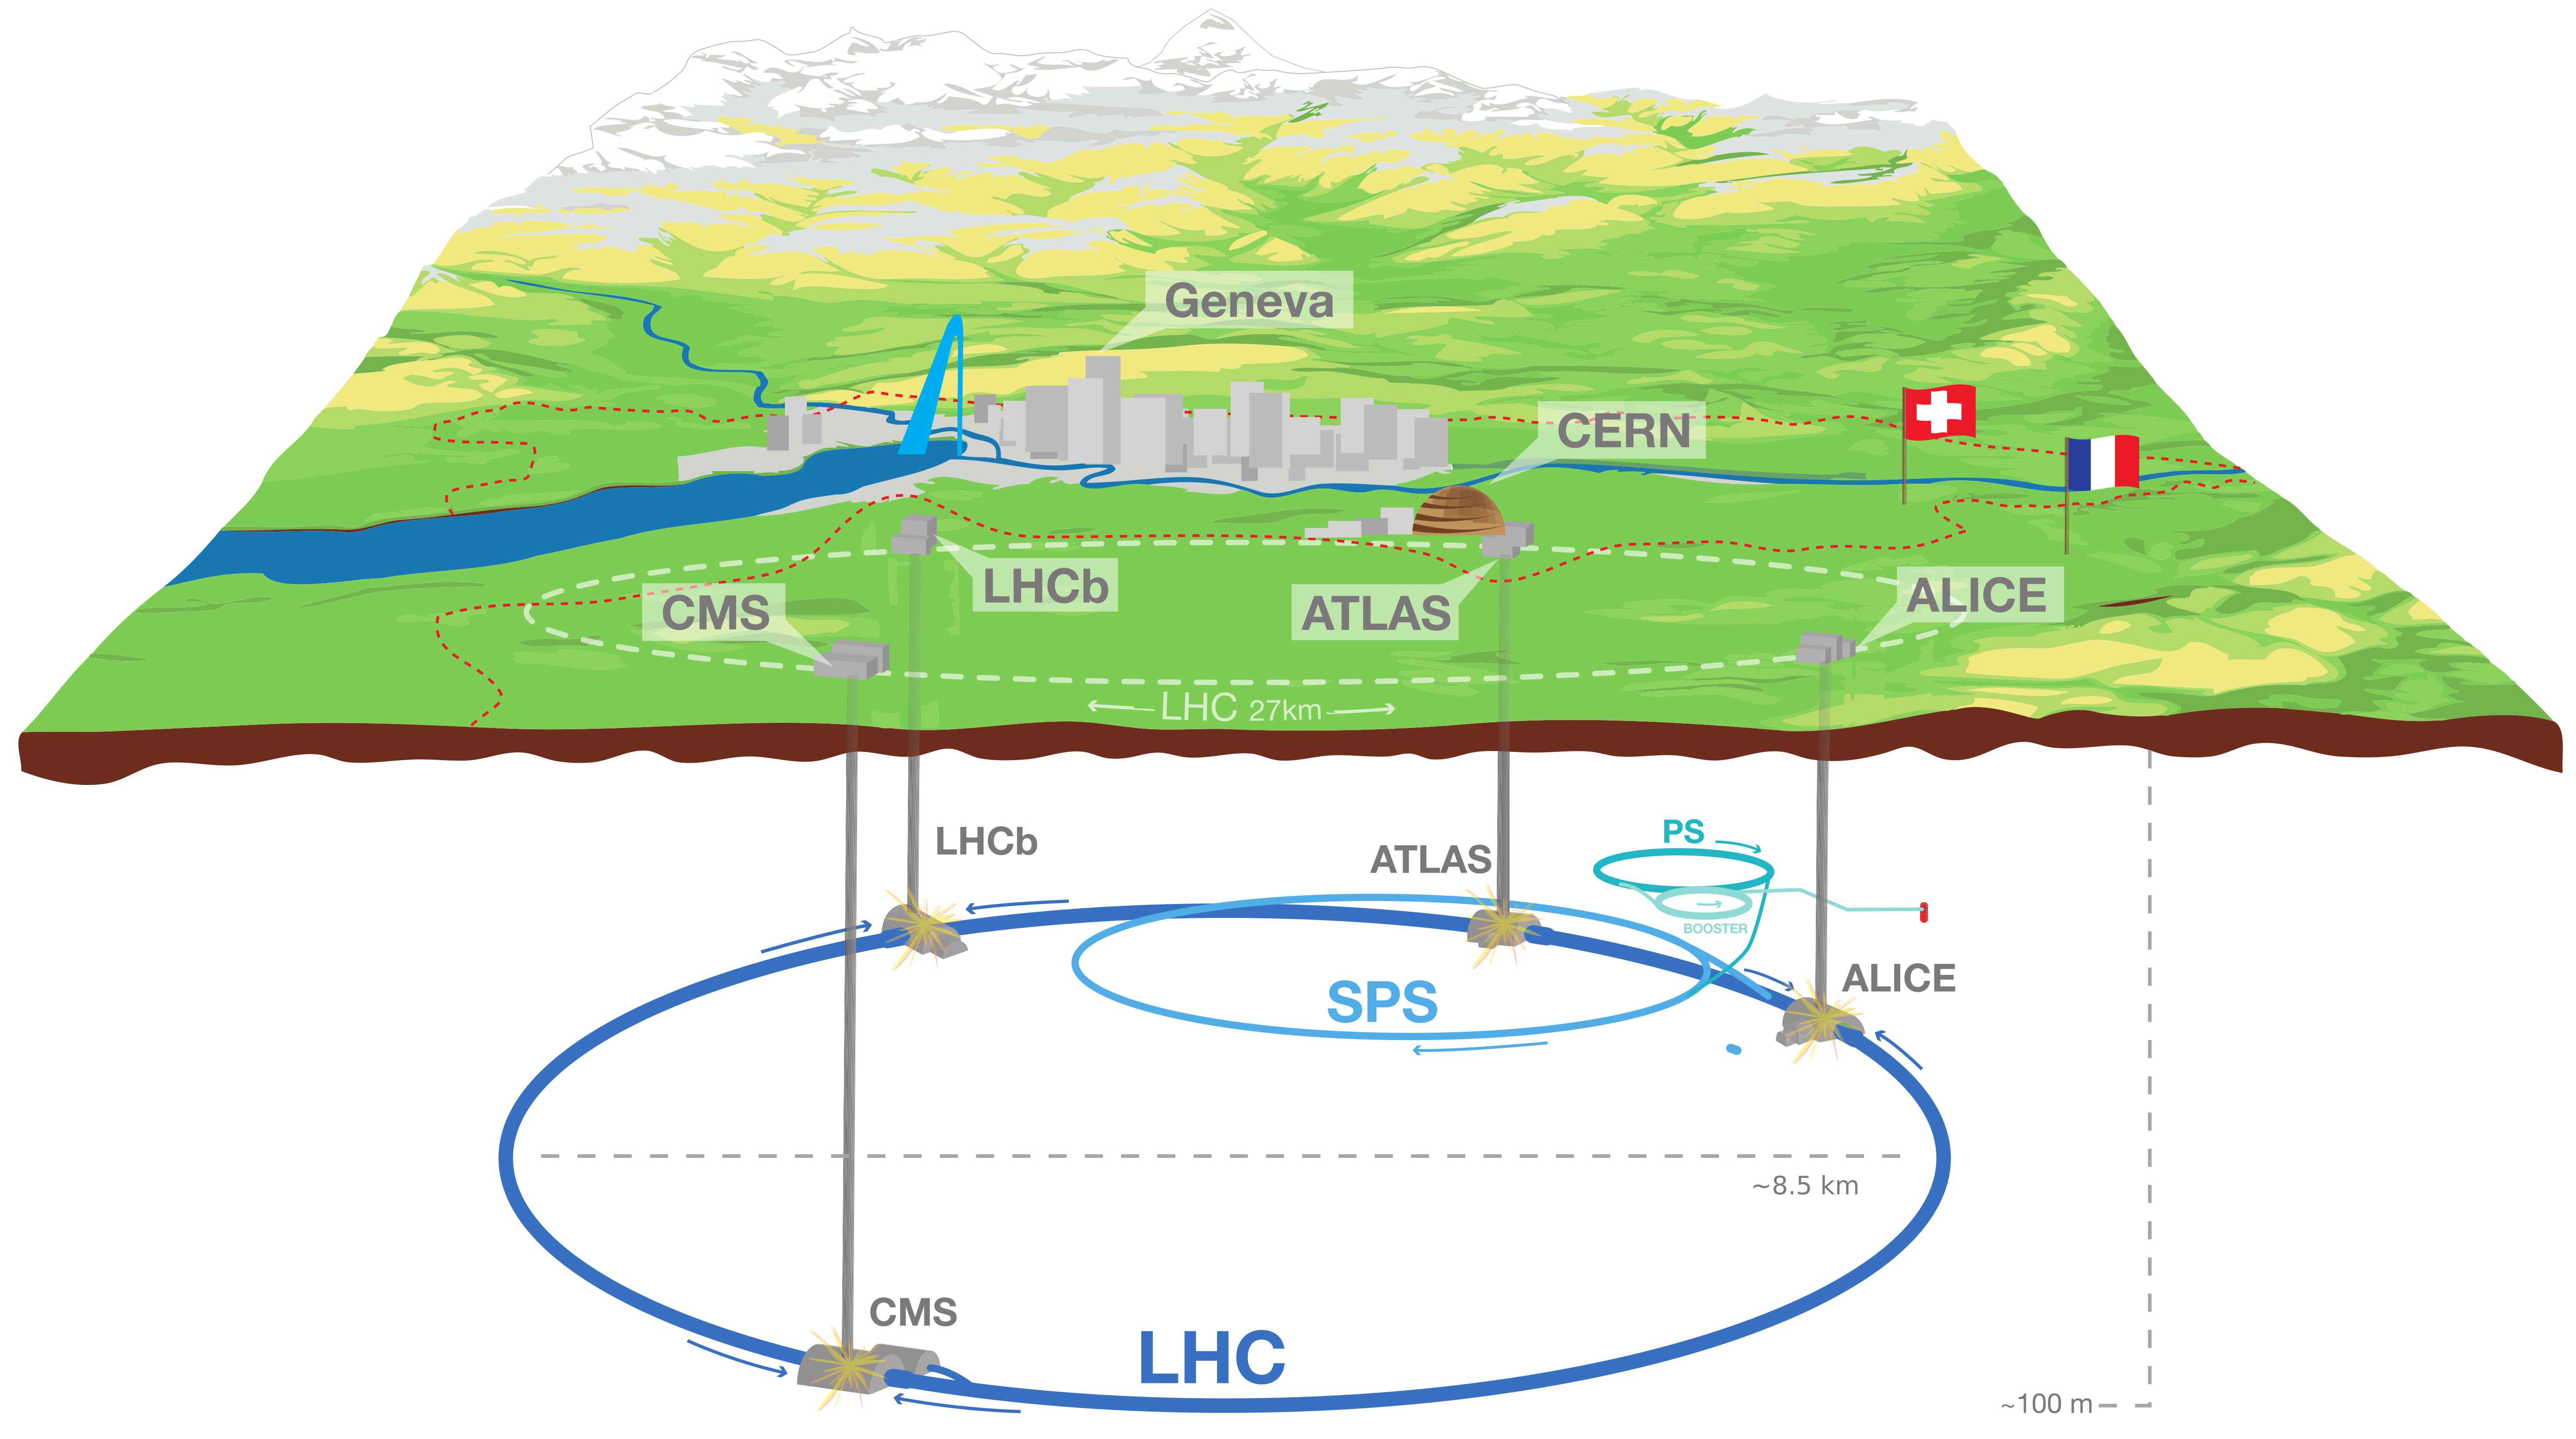 Geneva
CERN
LHCb
CMS
ATLAS
ALICE
LHC 27km
PS
LHCb
ATLAS
BOOSTER
ALICE
SPS
~8.5 km
CMS
LHC
~100 m